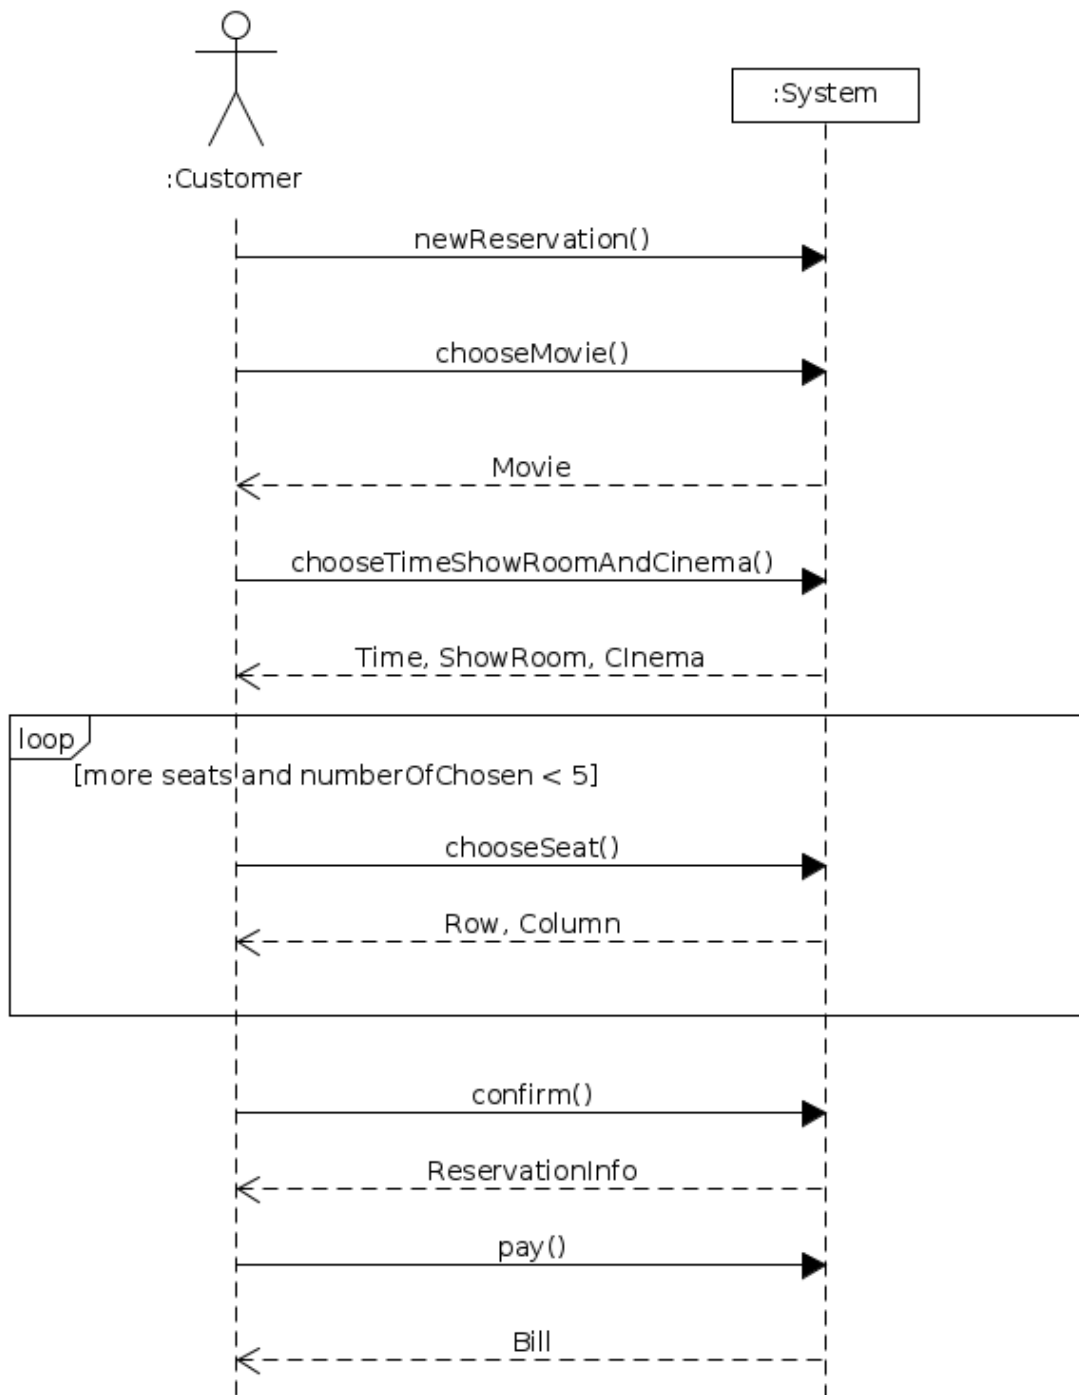 :System
:Customer
newReservation()
chooseMovie()
Movie
chooseTimeShowRoomAndCinema()
Time, ShowRoom, CInema
loop
[more seats and numberOfChosen < 5]
chooseSeat()
Row, Column
confirm()
ReservationInfo
pay()
Bill